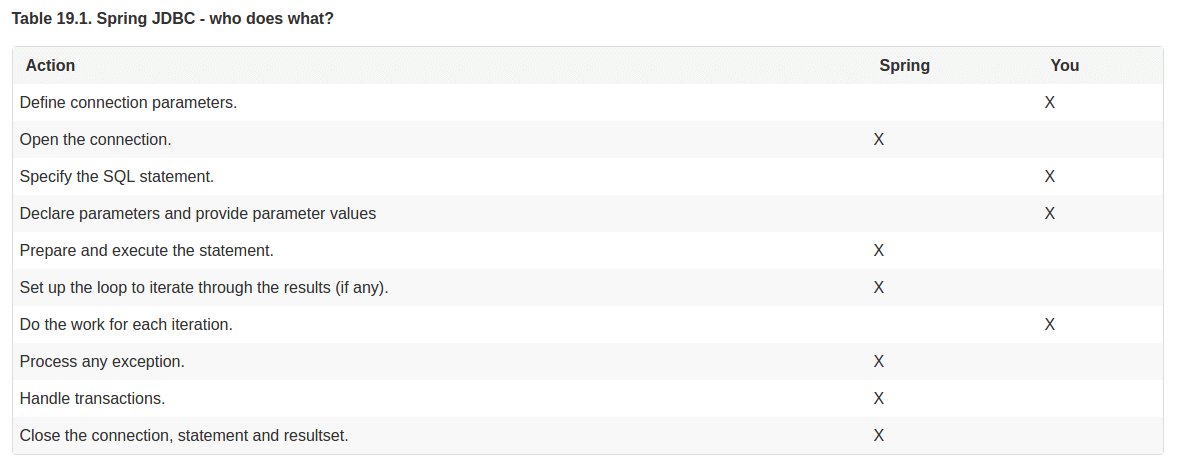 Table 19.1. Spring JDBC - who does what?
Action Spring You
Define connection parameters. X
Open the connection. X
Specify the SQL statement. X
Declare parameters and provide parameter values X
Prepare and execute the statement. X
Set up the loop to iterate through the results (if any). X
Do the work for each iteration. X
Process any exception. X
Handle transactions. X
Close the connection, statement and resultset. X